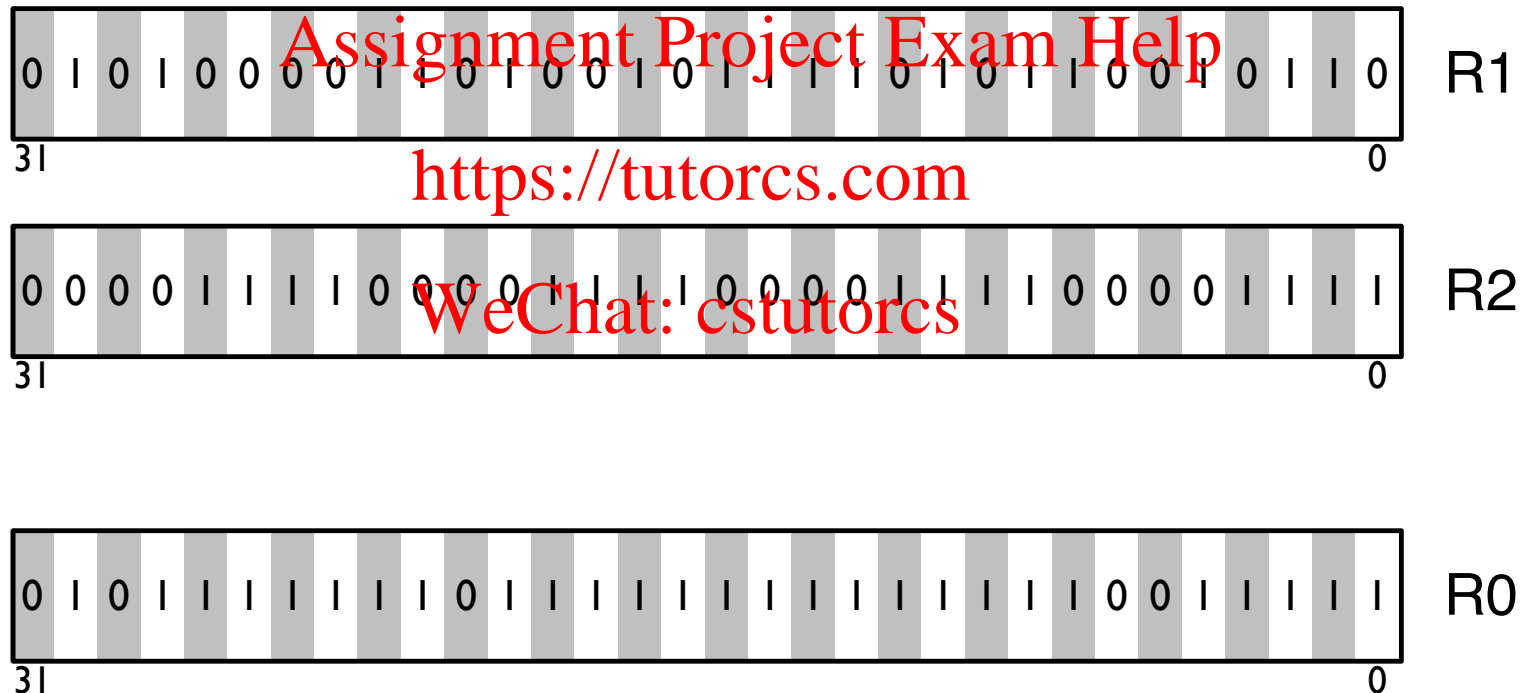 Assignment Project Exam Help
0 1 0 1 0 0 0 0 1 1 0 1 0 0 1 0 1 1 1 1 0 1 0 1 1 0 0 1 0 1 1 0 R1
31 0
https://tutorcs.com
0 0 0 0 1 1 1 1 0 0 0 0 1 1 1 1 0 0 0 0 1 1 1 1 0 0 0 0 1 1 1 1 R2
WeChat: cstutorcs
31 0
0 1 0 1 1 1 1 1 1 1 0 1 1 1 1 1 1 1 1 1 1 1 1 1 1 0 0 1 1 1 1 1 R0
31 0